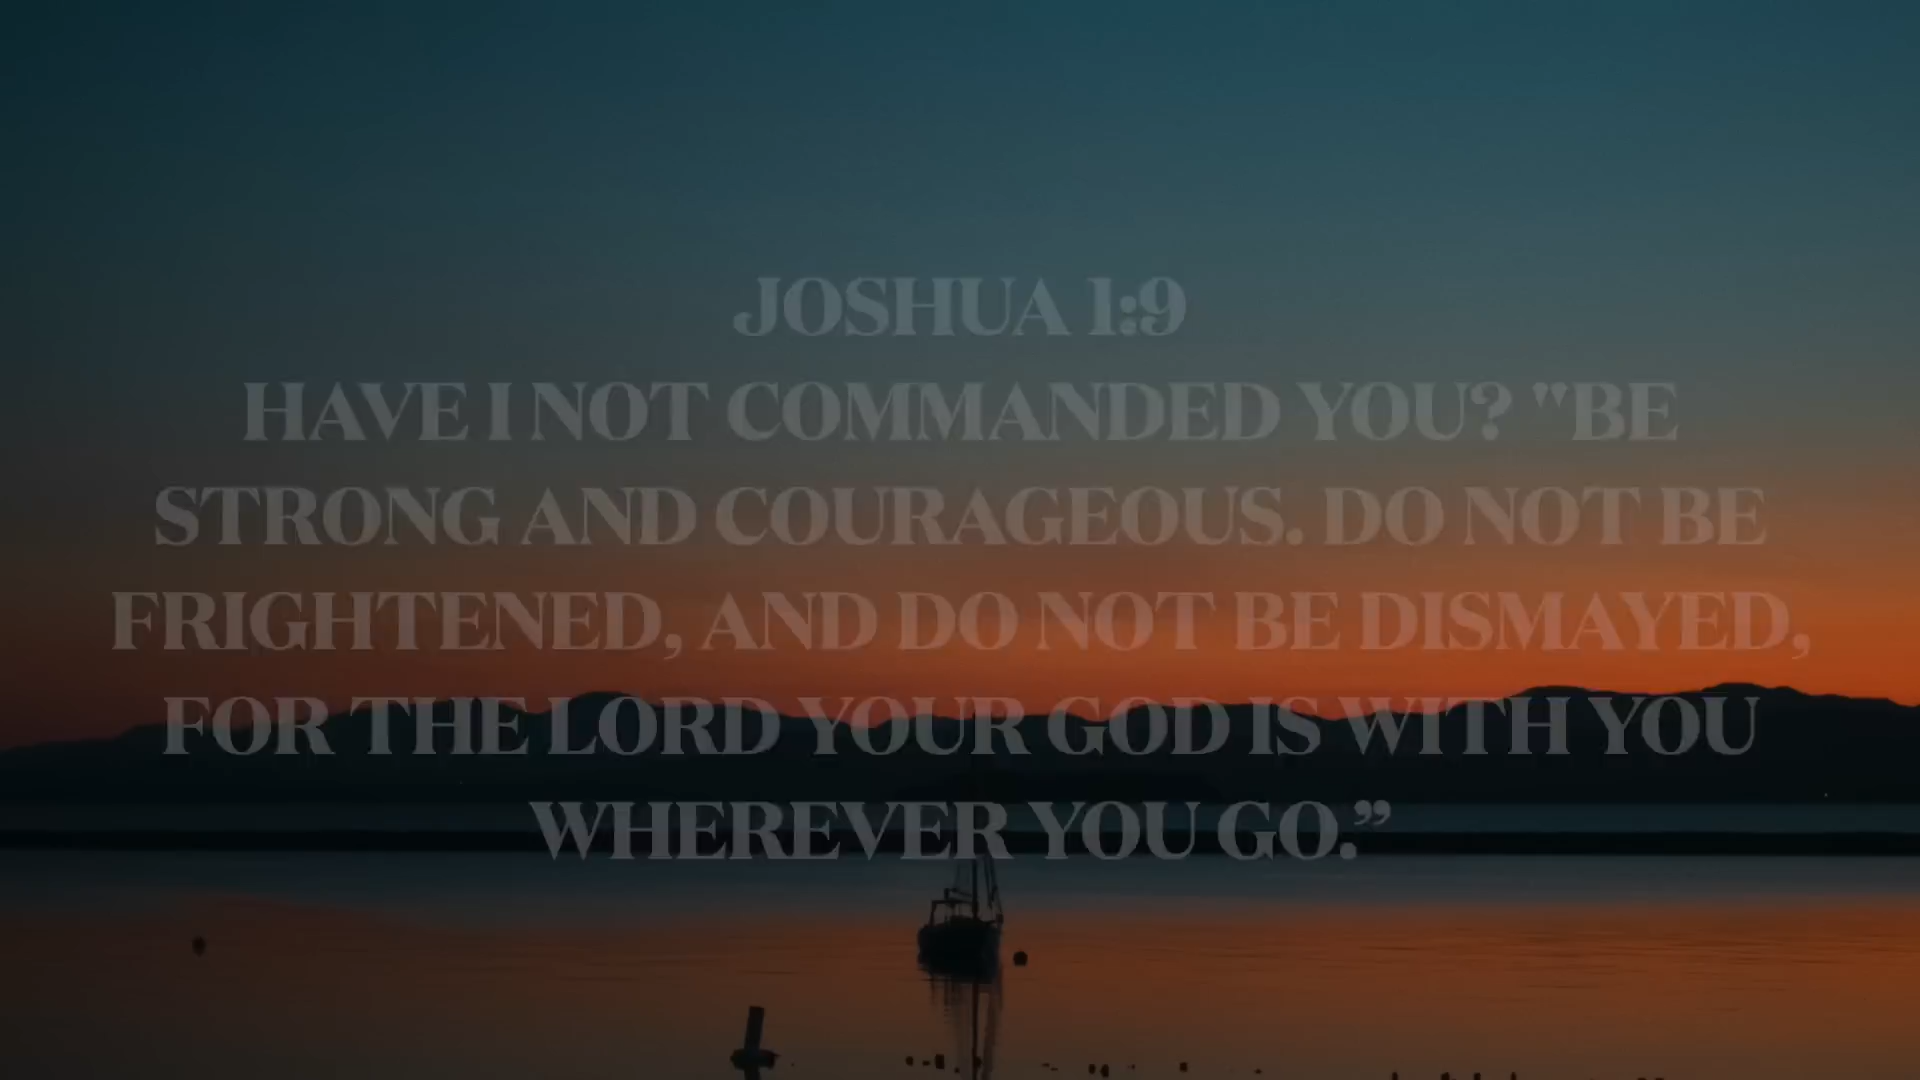 JOSHUA 1:9
HAVE I NOT COMMANDED YOU? "BE
STRONG AND COURAGEOUS. DO NOT BE
FRIGHTENED, AND DO NOT BE DISMAYED,
FOR THE LORD YOUR GOD IS WITH YOU
WHEREVER YOU GO.”